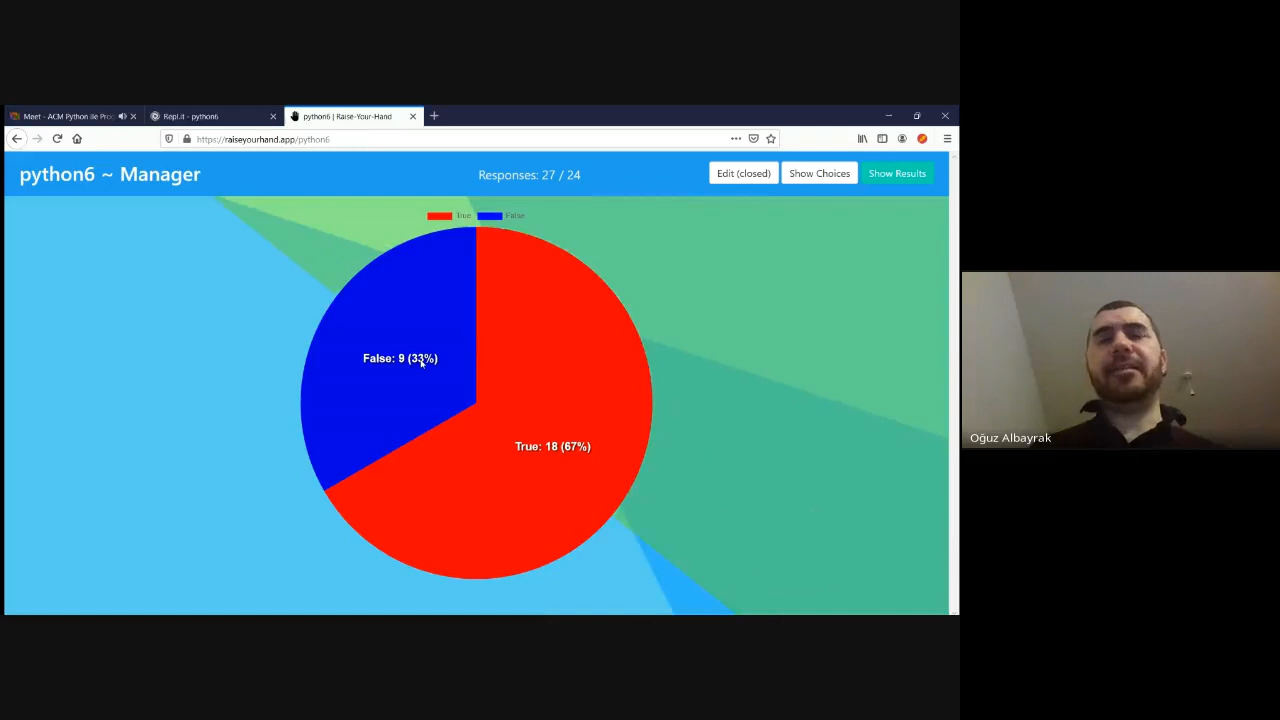 Meet - ACM Python ile Proc
Repl.it - python6
python6 | Raise-Your-Hand
https://raiseyourhand.app/python6
python6 ~ Manager
Responses: 27 / 24
Edit (closed)
Show Choices
Show Results
True
False
False: 9 (33%)
True: 18 (67%)
Oğuz Albayrak